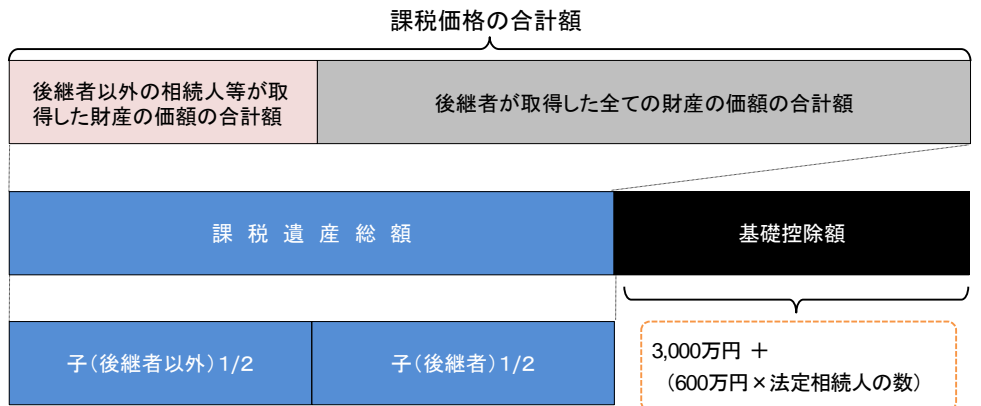 課税価格の合計額
後継者以外の相続人等が取
得した財産の価額の合計額
後継者が取得した全ての財産の価額の合計額
課 税 遺 産 総 額
基礎控除額
子(後継者以外)1/2
子(後継者)1/2
3,000万円 ＋
(600万円×法定相続人の数)